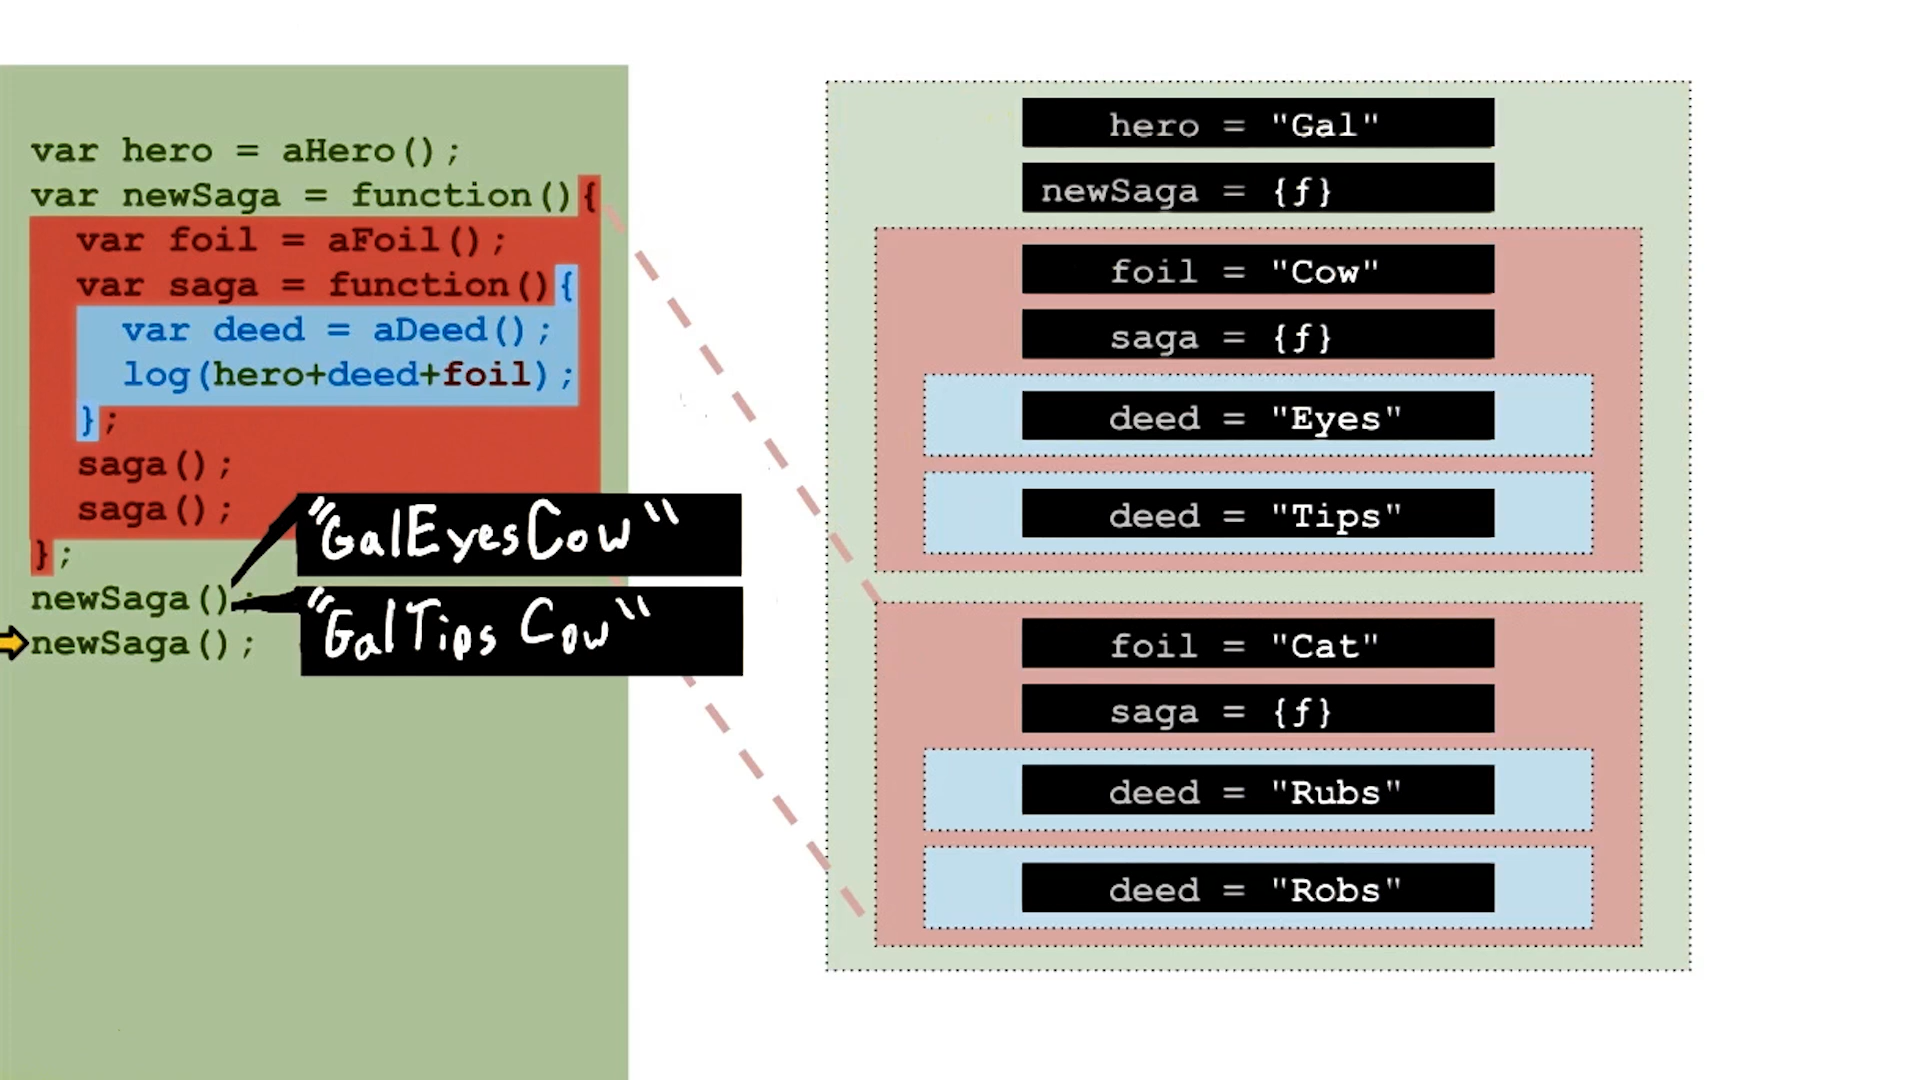 var hero = aHero();
var newSaga = function(){
var foil = aFoil();
var saga = function(){
var deed = aDeed();
log(hero+deed+foil);
};
saga();
saga();
};
newSaga();
newSaga();
"GalEyesCow"
"GalTips Cow"
hero = "Gal"
newSaga = {ƒ}
foil = "Cow"
saga = {ƒ}
deed = "Eyes"
deed = "Tips"
foil = "Cat"
saga = {ƒ}
deed = "Rubs"
deed = "Robs"